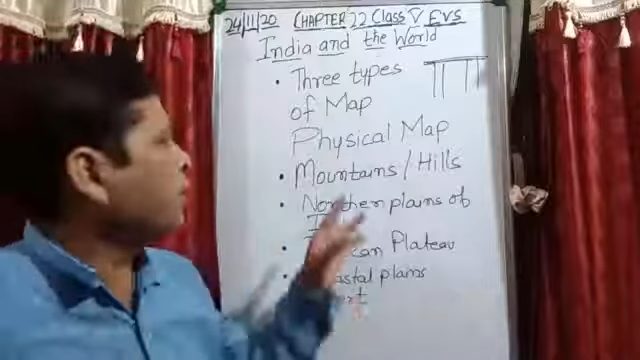 24/11/20 CHAPTER 22 Class V EVS
India and the World
• Three types
of Map
Physical Map
• Mountains/Hills
• Northern plains of
• Plateau
• plains